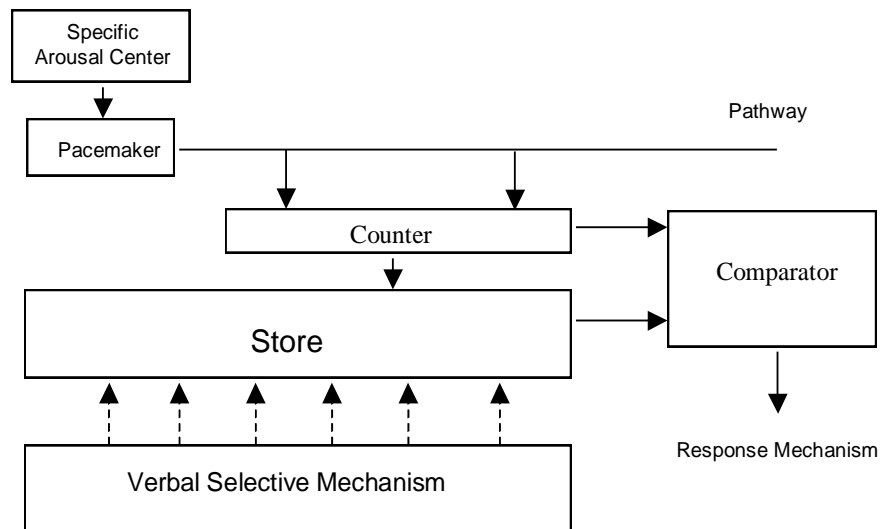 Specific
Arousal Center
Pathway
Pacemaker
Counter
Comparator
Store
Response Mechanism
Verbal Selective Mechanism